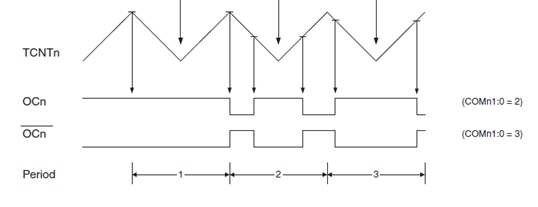 TCNTn
OCn (COMn1:0 = 2)
OCn (COMn1:0 = 3)
Period 1 2 3